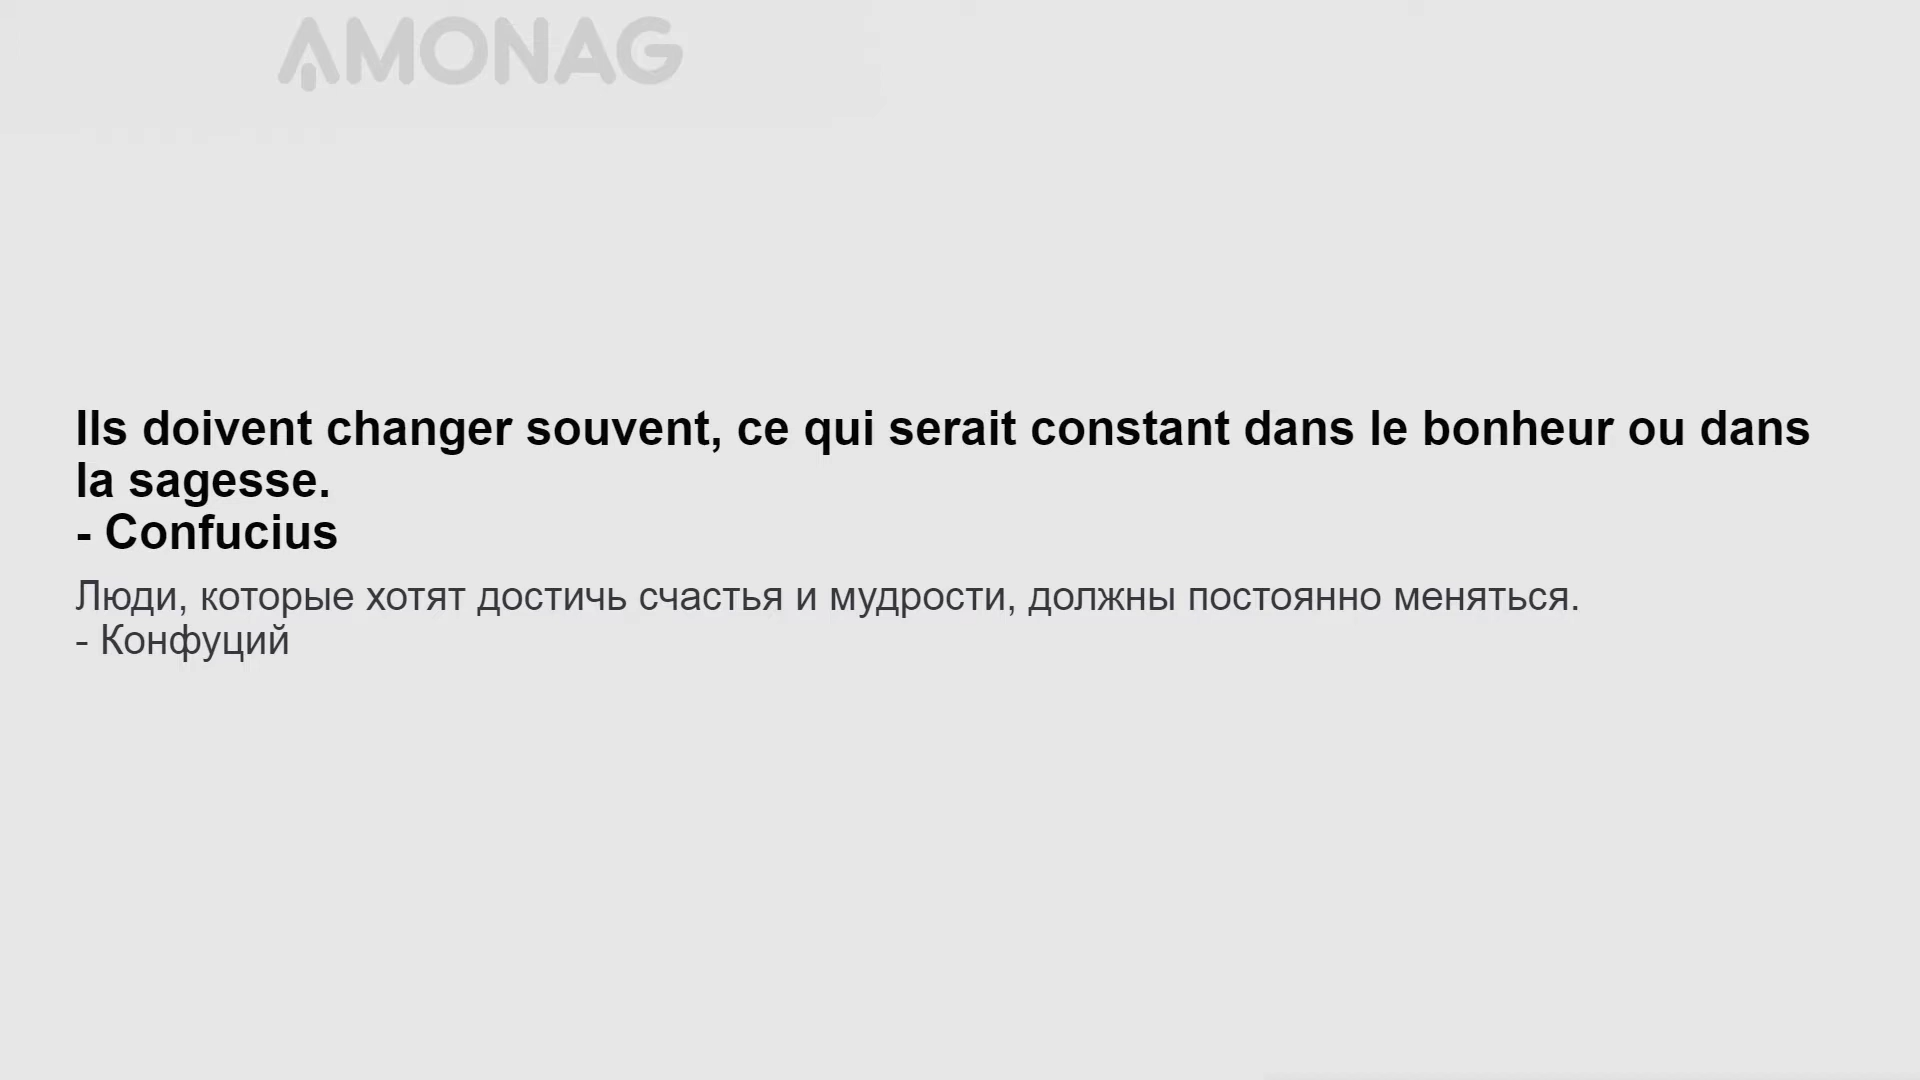 AMONAG
Ils doivent changer souvent, ce qui serait constant dans le bonheur ou dans
la sagesse.
- Confucius
Люди, которые хотят достичь счастья и мудрости, должны постоянно меняться.
- Конфуций